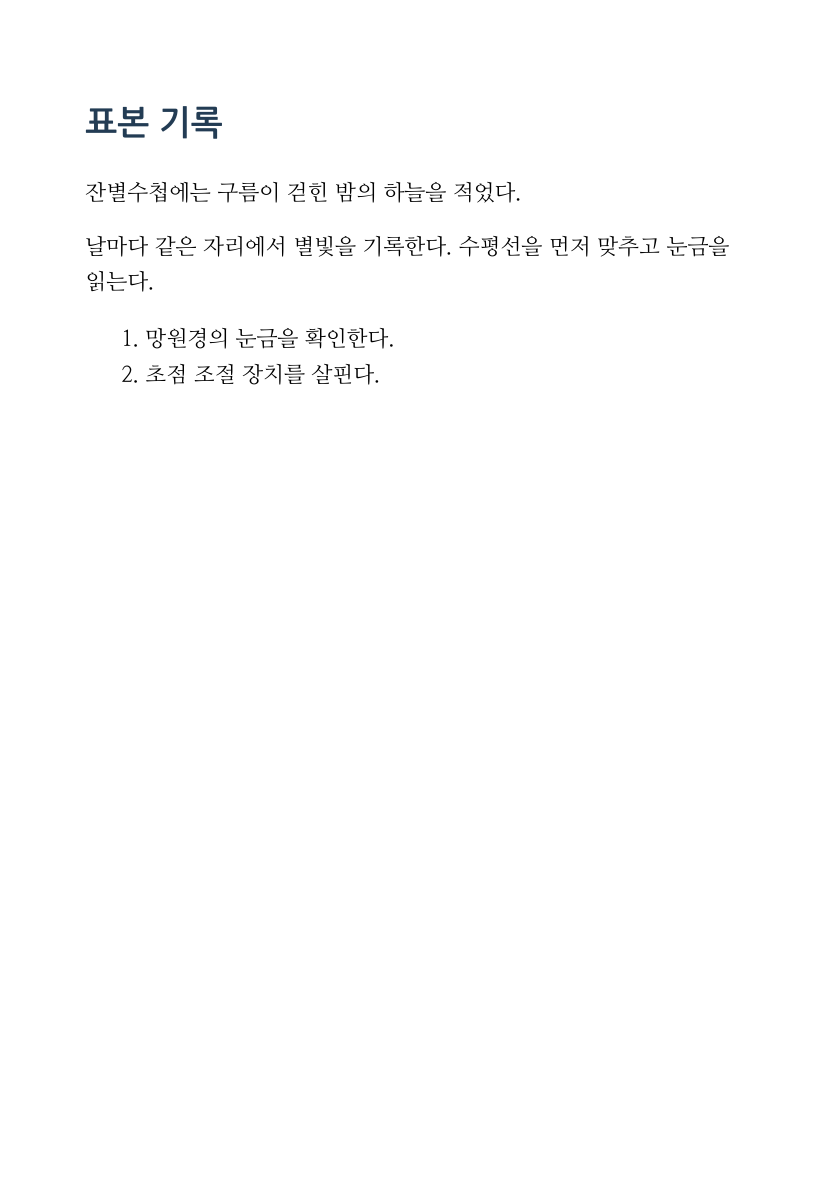 표본 기록
잔별수첩에는 구름이 걷힌 밤의 하늘을 적었다.
날마다 같은 자리에서 별빛을 기록한다. 수평선을 먼저 맞추고 눈금을
읽는다.
1. 망원경의 눈금을 확인한다.
2. 초점 조절 장치를 살핀다.